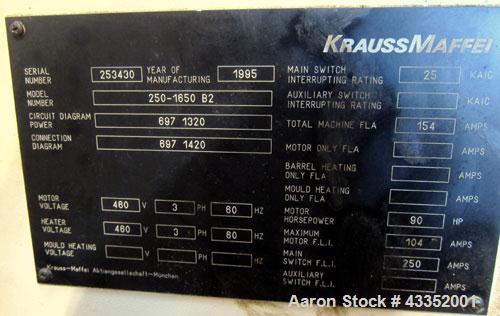 KRAUSSMAFFEI
SERIAL NUMBER 253430 YEAR OF MANUFACTURING 1995
MODEL NUMBER 250-1650 B2
CIRCUIT DIAGRAM POWER 697 1320
CONNECTION DIAGRAM 697 1420
MOTOR VOLTAGE 460 V 3 PH 60 HZ
HEATER VOLTAGE 460 V 3 PH 60 HZ
MOULD HEATING VOLTAGE V PH HZ
Krauss-Maffei Aktiengesellschaft-München
MAIN SWITCH INTERRUPTING RATING 25 KAIC
AUXILIARY SWITCH INTERRUPTING RATING KAIC
TOTAL MACHINE FLA 154 AMPS
MOTOR ONLY FLA AMPS
BARREL HEATING ONLY FLA AMPS
MOULD HEATING ONLY FLA AMPS
MOTOR HORSEPOWER 90 HP
MAXIMUM MOTOR F.L.I. 104 AMPS
MAIN SWITCH F.L.I. 250 AMPS
AUXILIARY SWITCH F.L.I. AMPS
Aaron Stock # 43352001